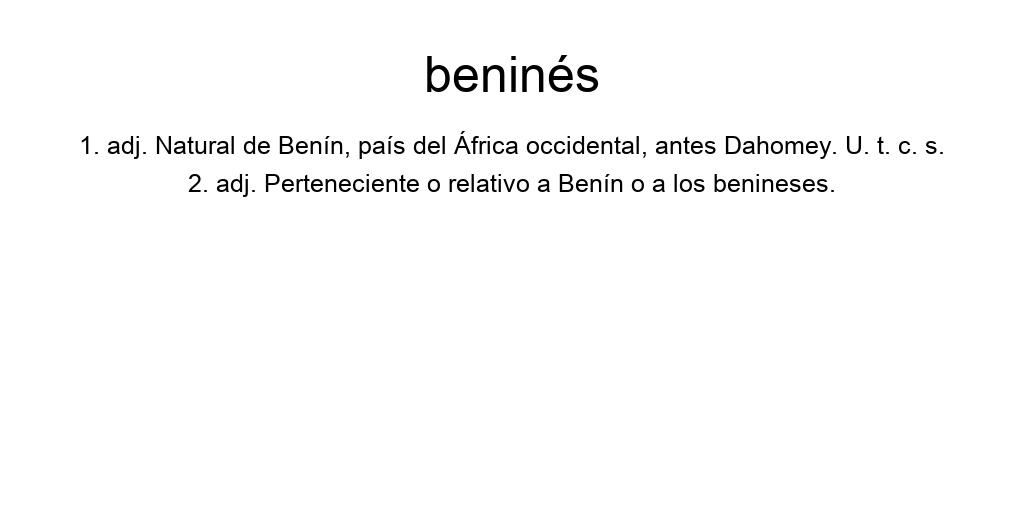 beninés
1. adj. Natural de Benín, país del África occidental, antes Dahomey. U. t. c. s.
2. adj. Perteneciente o relativo a Benín o a los benineses.